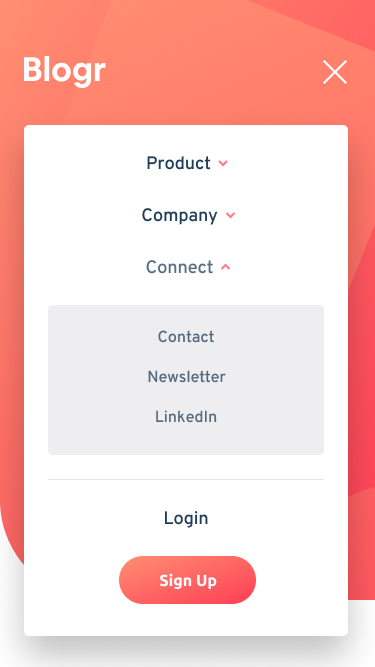 Blogr
Product
Company
Connect
Contact
Newsletter
LinkedIn
Login
Sign Up